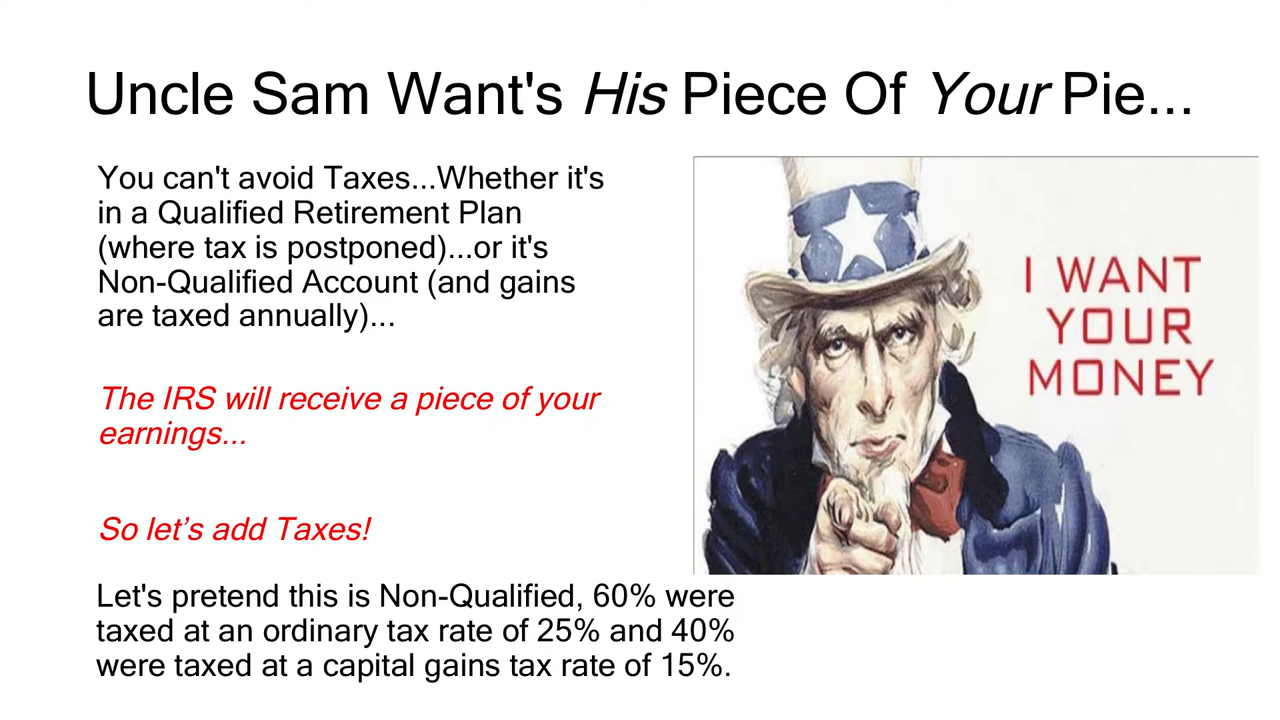 Uncle Sam Want's His Piece Of Your Pie...
You can't avoid Taxes...Whether it's
in a Qualified Retirement Plan
(where tax is postponed)...or it's
Non-Qualified Account (and gains
are taxed annually)...
The IRS will receive a piece of your
earnings...
So let’s add Taxes!
Let's pretend this is Non-Qualified, 60% were
taxed at an ordinary tax rate of 25% and 40%
were taxed at a capital gains tax rate of 15%.
I WANT
YOUR
MONEY